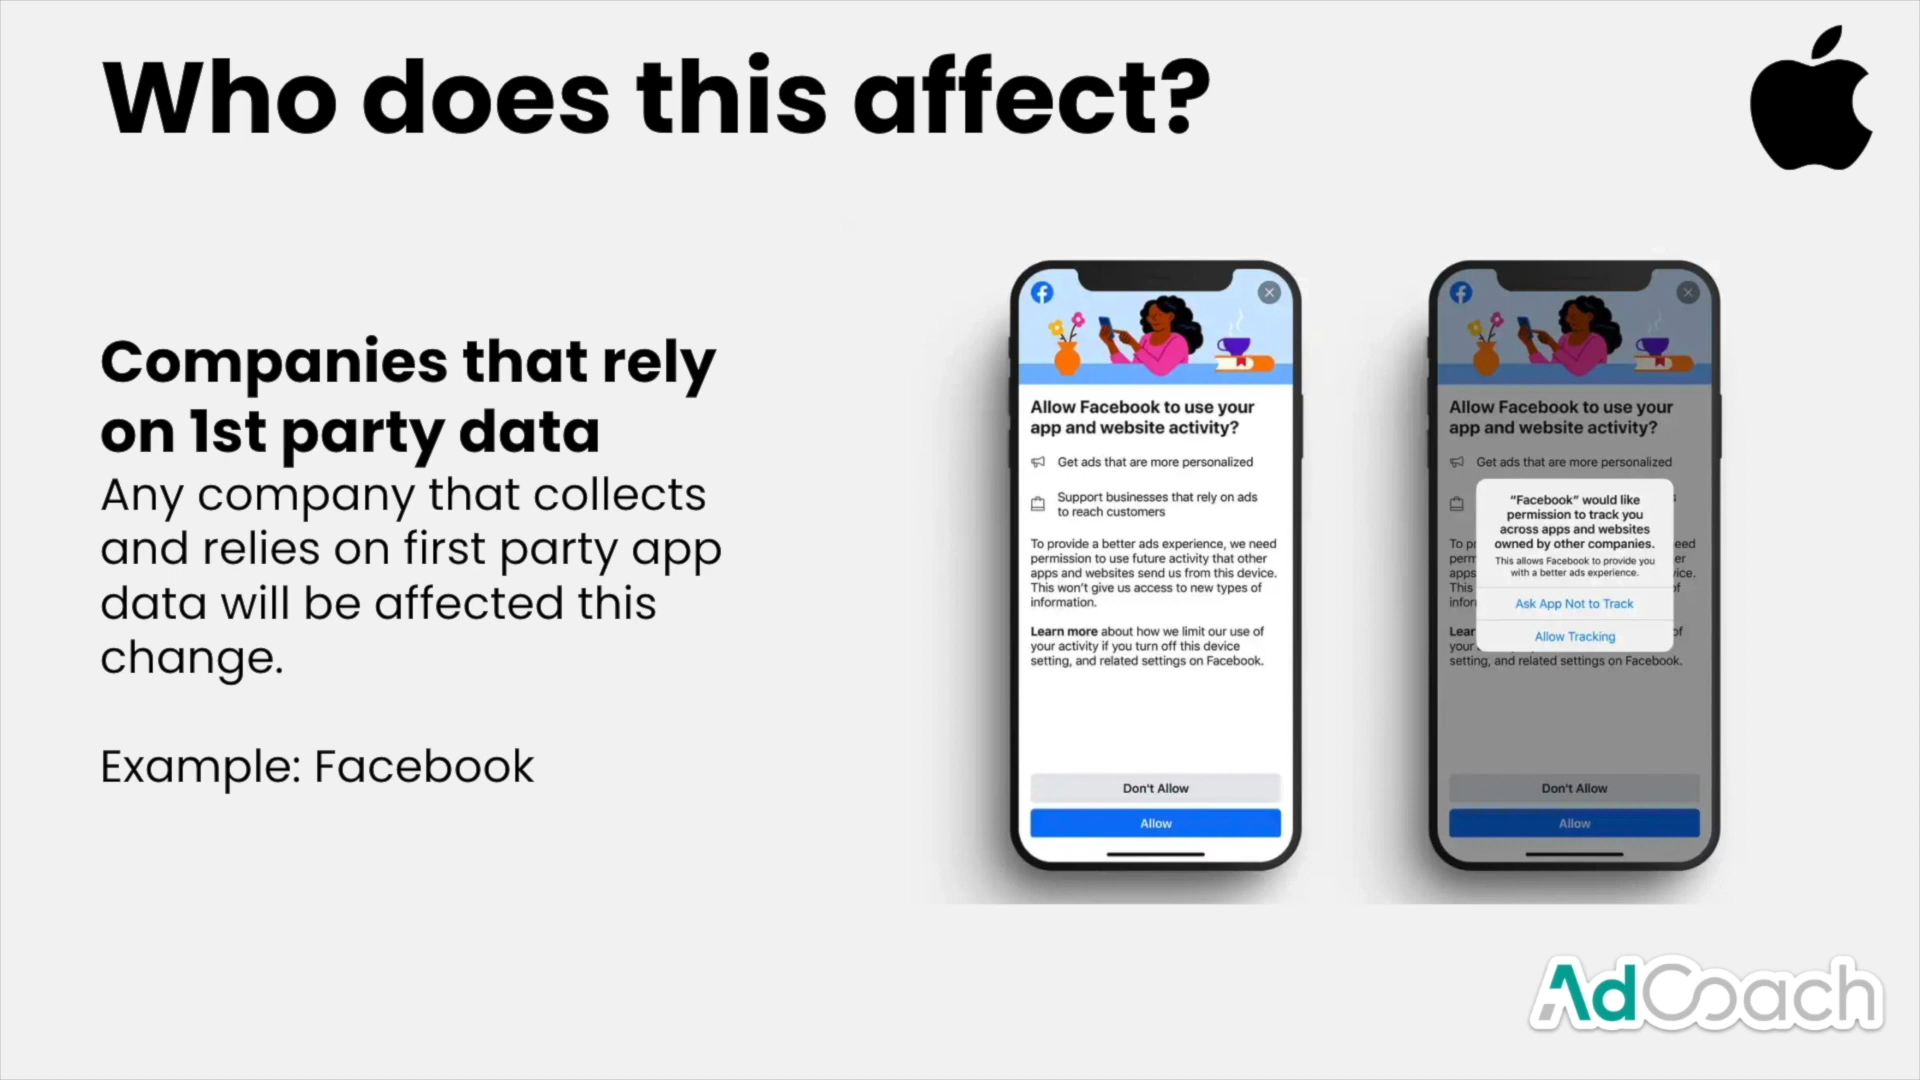 Who does this affect?
Companies that rely
on 1st party data
Any company that collects
and relies on first party app
data will be affected this
change.
Example: Facebook
Allow Facebook to use your
app and website activity?
Get ads that are more personalized
Support businesses that rely on ads
to reach customers
To provide a better ads experience, we need
permission to use future activity that other
apps and websites send us from this device.
This won't give us access to new types of
information.
Learn more about how we limit our use of
your activity if you turn off this device
setting, and related settings on Facebook.
Don't Allow
Allow
Allow Facebook to use your
app and website activity?
Get ads that are more personalized
"Facebook" would like
permission to track you
across apps and websites
owned by other companies.
This allows Facebook to provide you
with a better ads experience.
Ask App Not to Track
Allow Tracking
setting, and related settings on Facebook.
Don't Allow
Allow
AdCoach